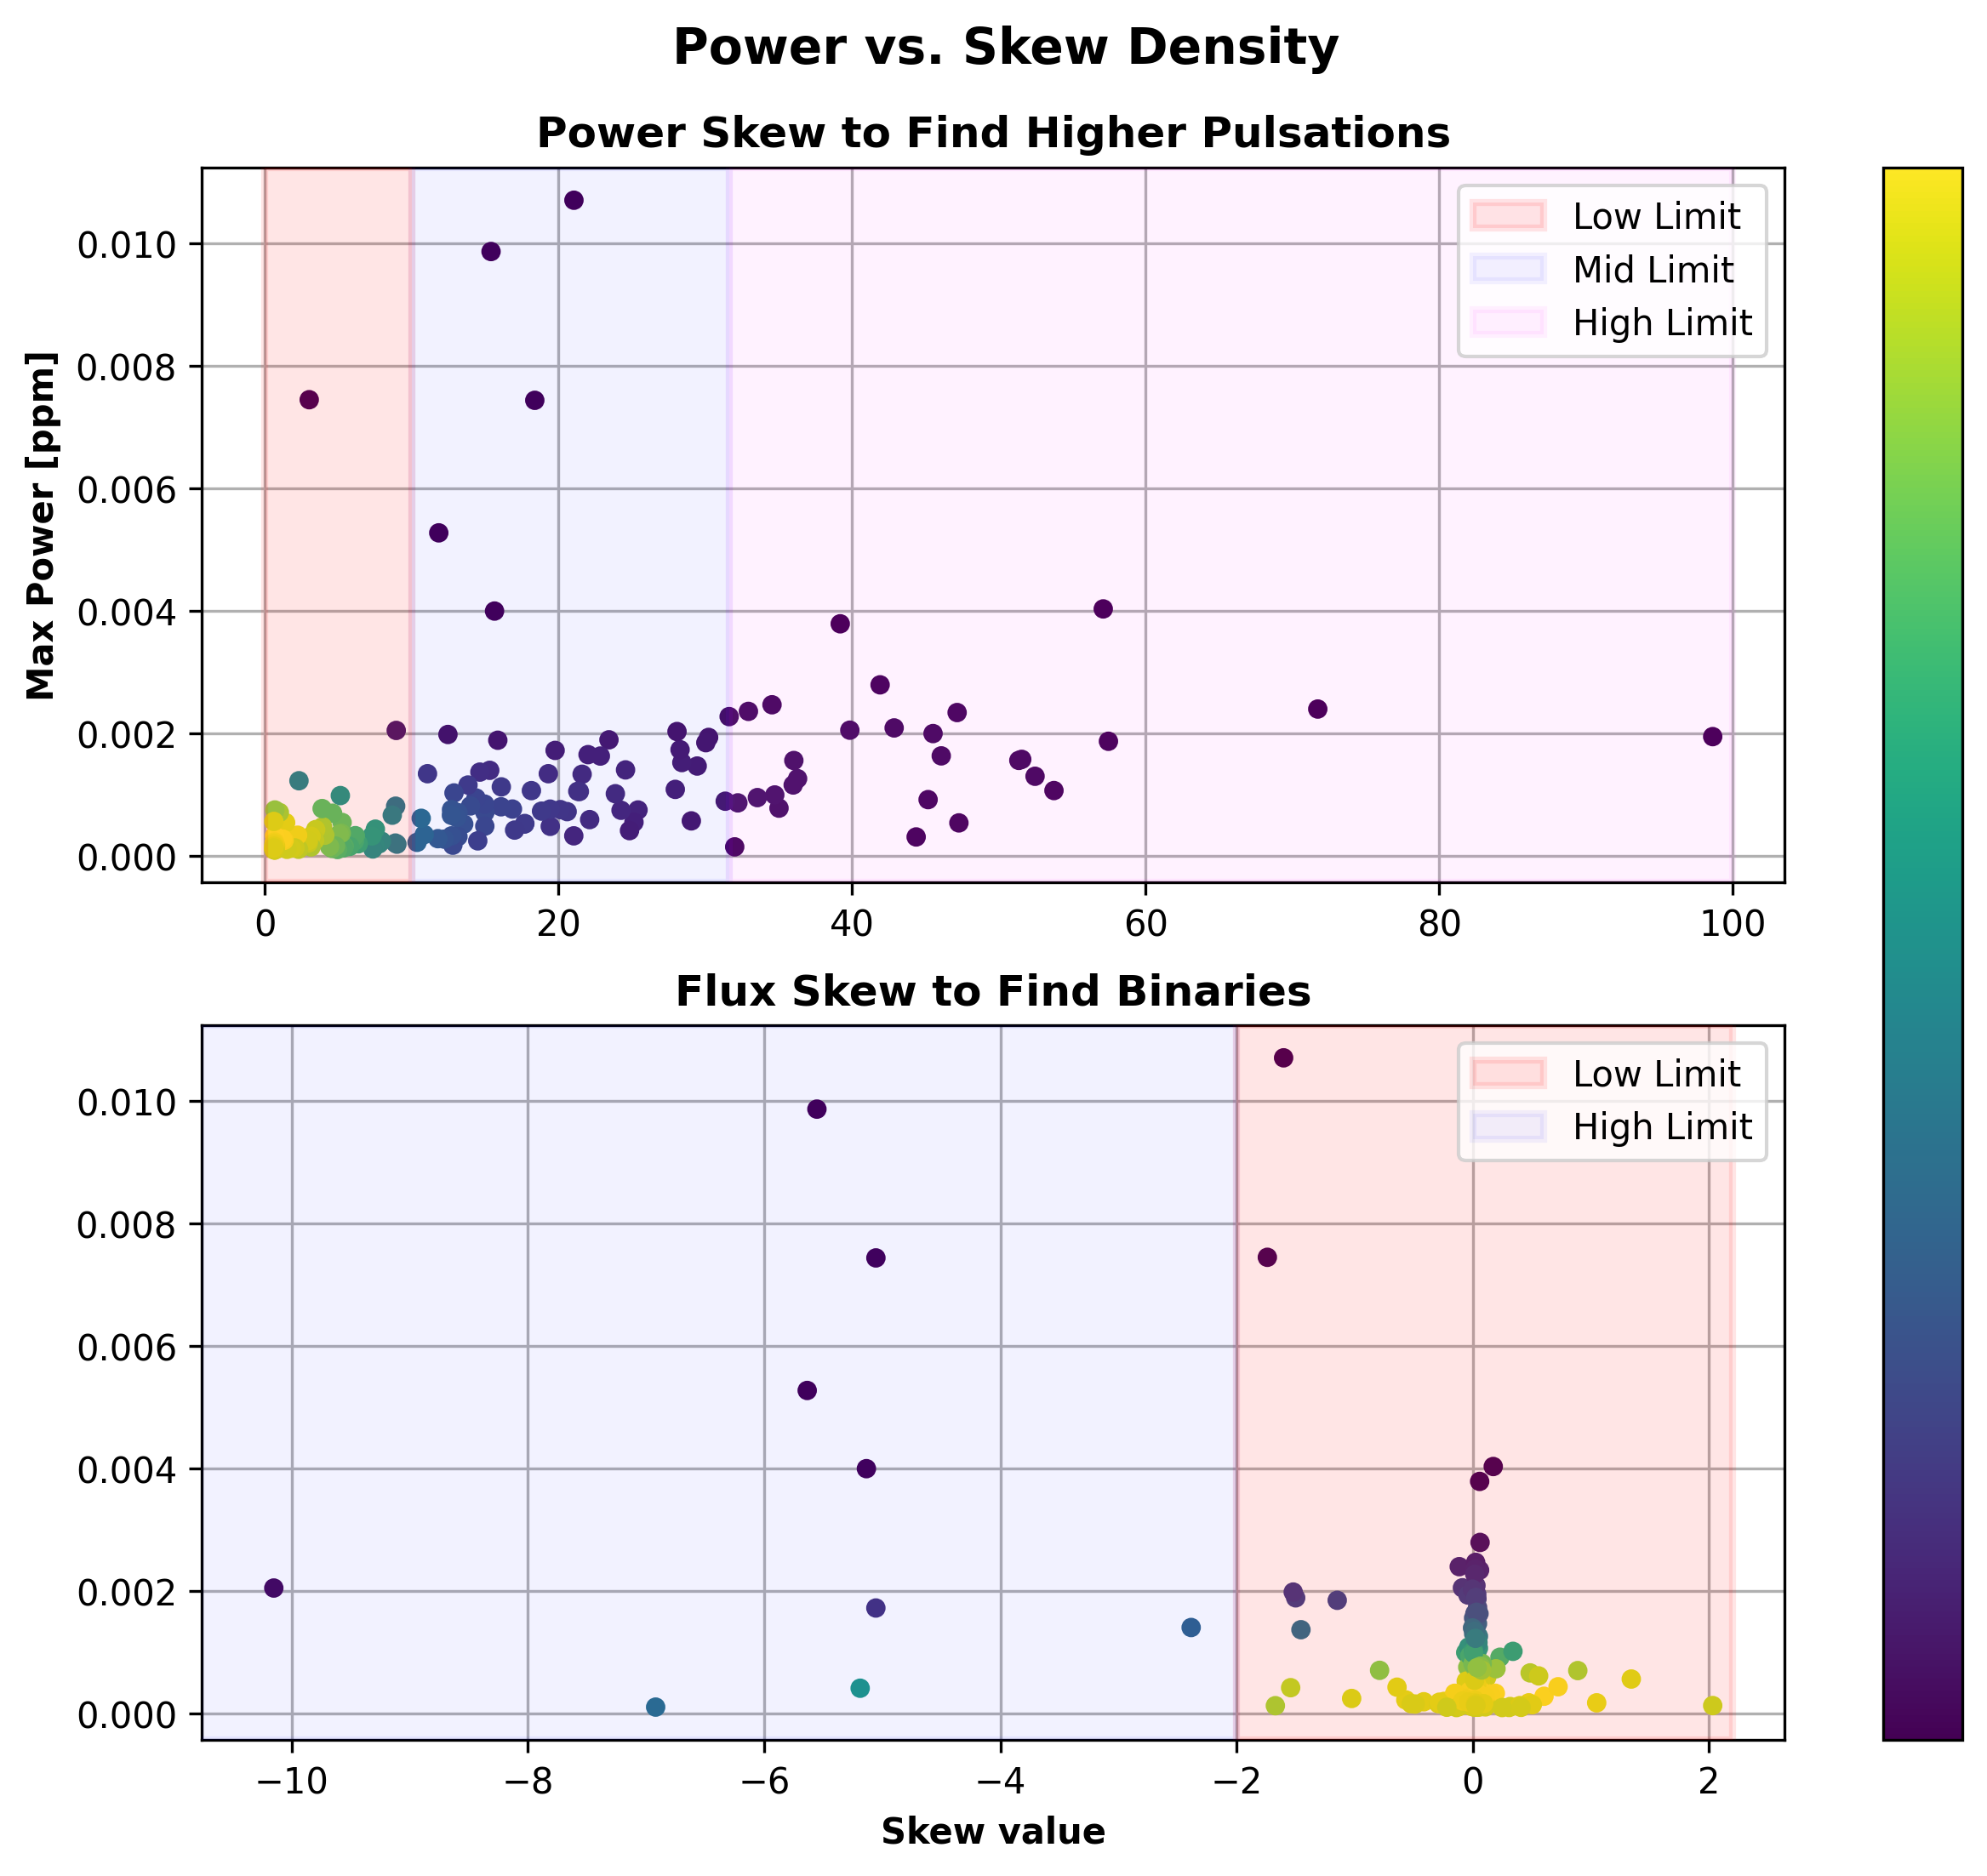 Power vs. Skew Density
Power Skew to Find Higher Pulsations
Max Power [ppm]
0.010
0.008
0.006
0.004
0.002
0.000
Low Limit
Mid Limit
High Limit
0 20 40 60 80 100
Flux Skew to Find Binaries
0.010
0.008
0.006
0.004
0.002
0.000
Low Limit
High Limit
−10 −8 −6 −4 −2 0 2
Skew value